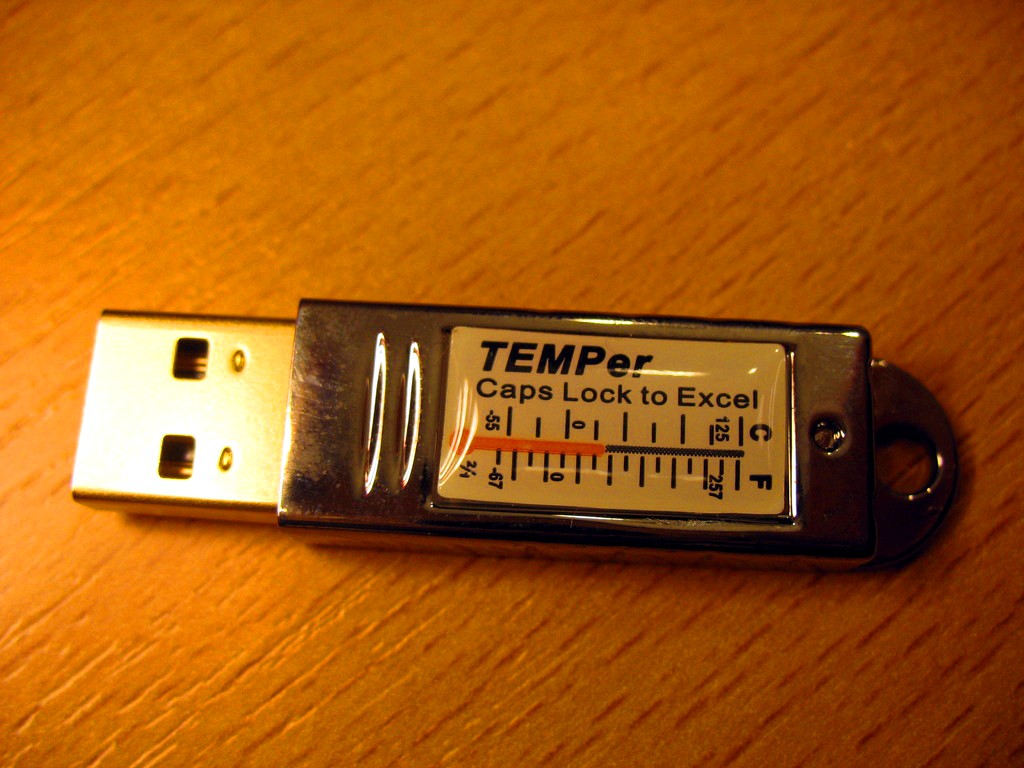 TEMPer
Caps Lock to Excel
-55 0 125 C
-67 0 257 F